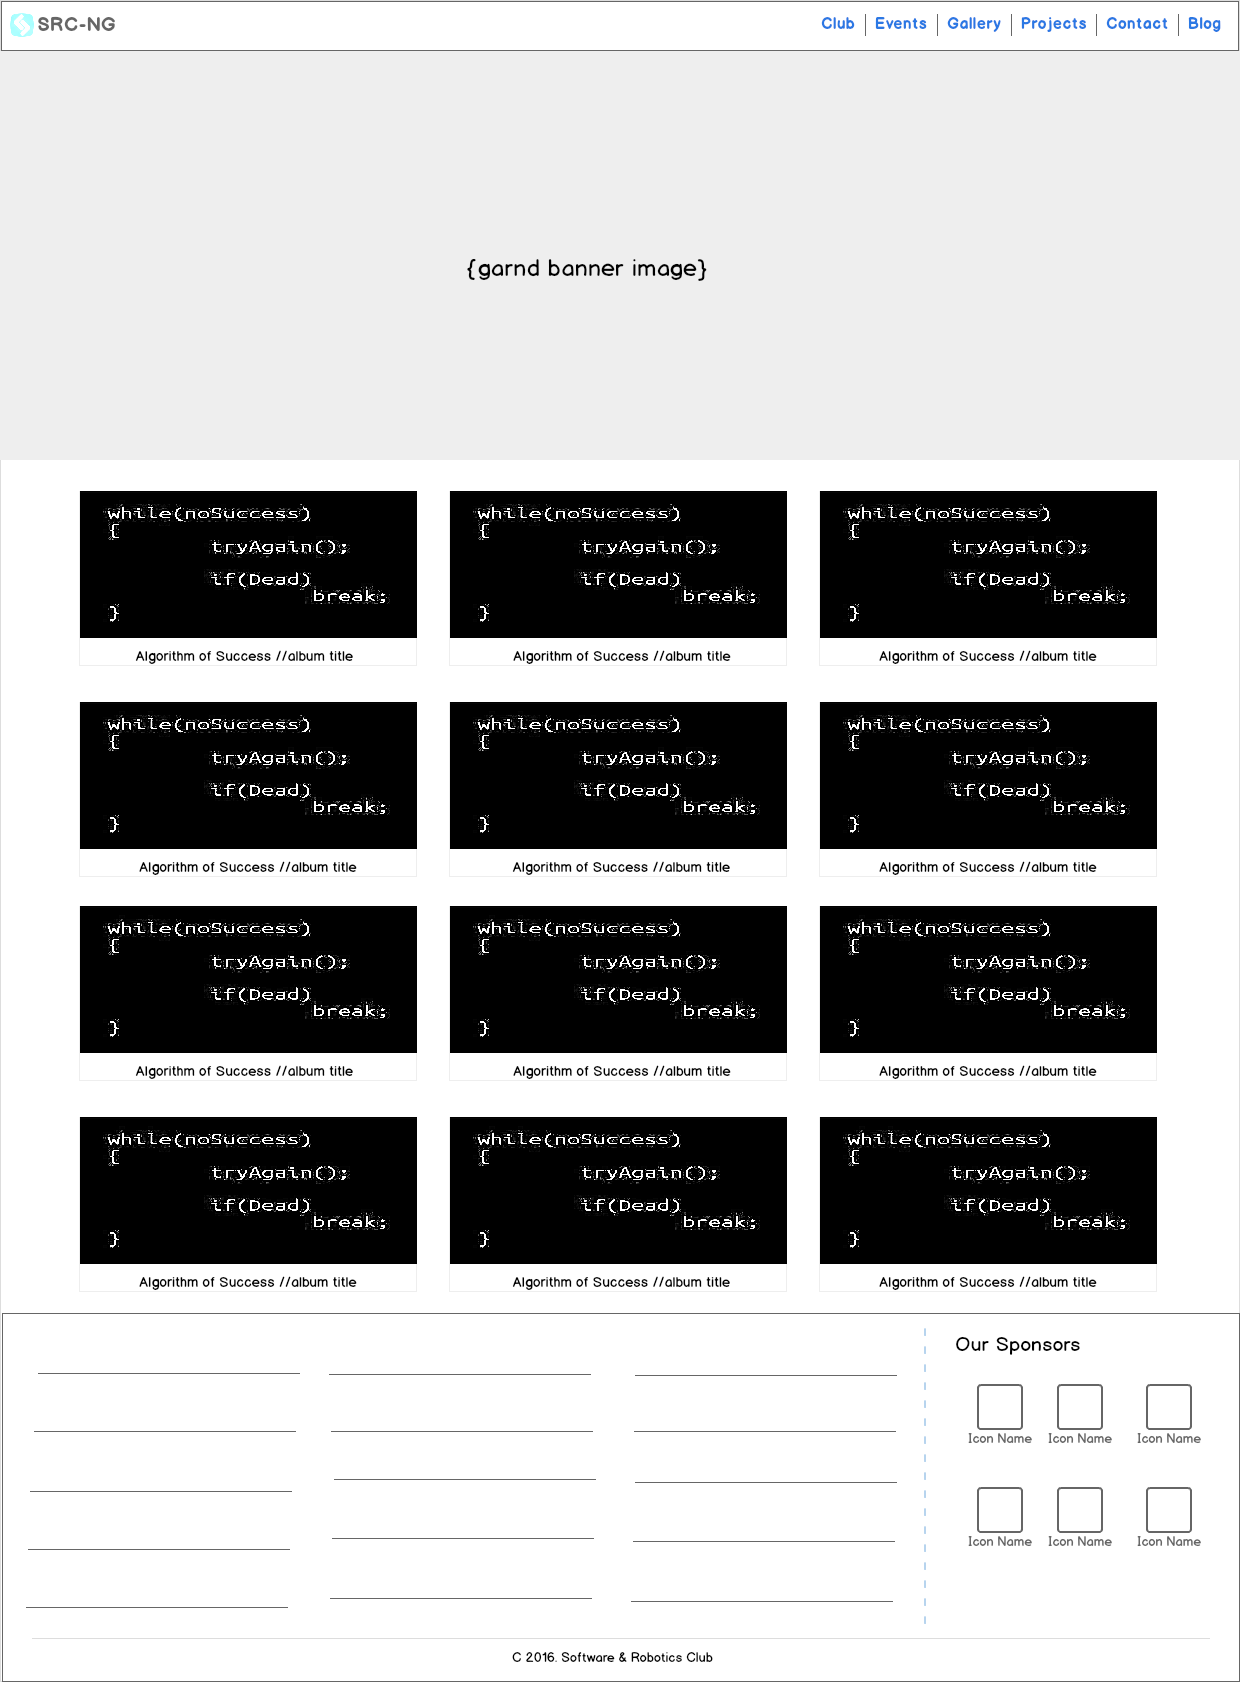 SRC-NG
Club Events Gallery Projects Contact Blog
{garnd banner image}
while(noSuccess)
{
tryAgain();
if(Dead)
break;
}
Algorithm of Success //album title
while(noSuccess)
{
tryAgain();
if(Dead)
break;
}
Algorithm of Success //album title
while(noSuccess)
{
tryAgain();
if(Dead)
break;
}
Algorithm of Success //album title
while(noSuccess)
{
tryAgain();
if(Dead)
break;
}
Algorithm of Success //album title
while(noSuccess)
{
tryAgain();
if(Dead)
break;
}
Algorithm of Success //album title
while(noSuccess)
{
tryAgain();
if(Dead)
break;
}
Algorithm of Success //album title
while(noSuccess)
{
tryAgain();
if(Dead)
break;
}
Algorithm of Success //album title
while(noSuccess)
{
tryAgain();
if(Dead)
break;
}
Algorithm of Success //album title
while(noSuccess)
{
tryAgain();
if(Dead)
break;
}
Algorithm of Success //album title
while(noSuccess)
{
tryAgain();
if(Dead)
break;
}
Algorithm of Success //album title
while(noSuccess)
{
tryAgain();
if(Dead)
break;
}
Algorithm of Success //album title
while(noSuccess)
{
tryAgain();
if(Dead)
break;
}
Algorithm of Success //album title
Our Sponsors
Icon Name Icon Name Icon Name
Icon Name Icon Name Icon Name
C 2016. Software & Robotics Club